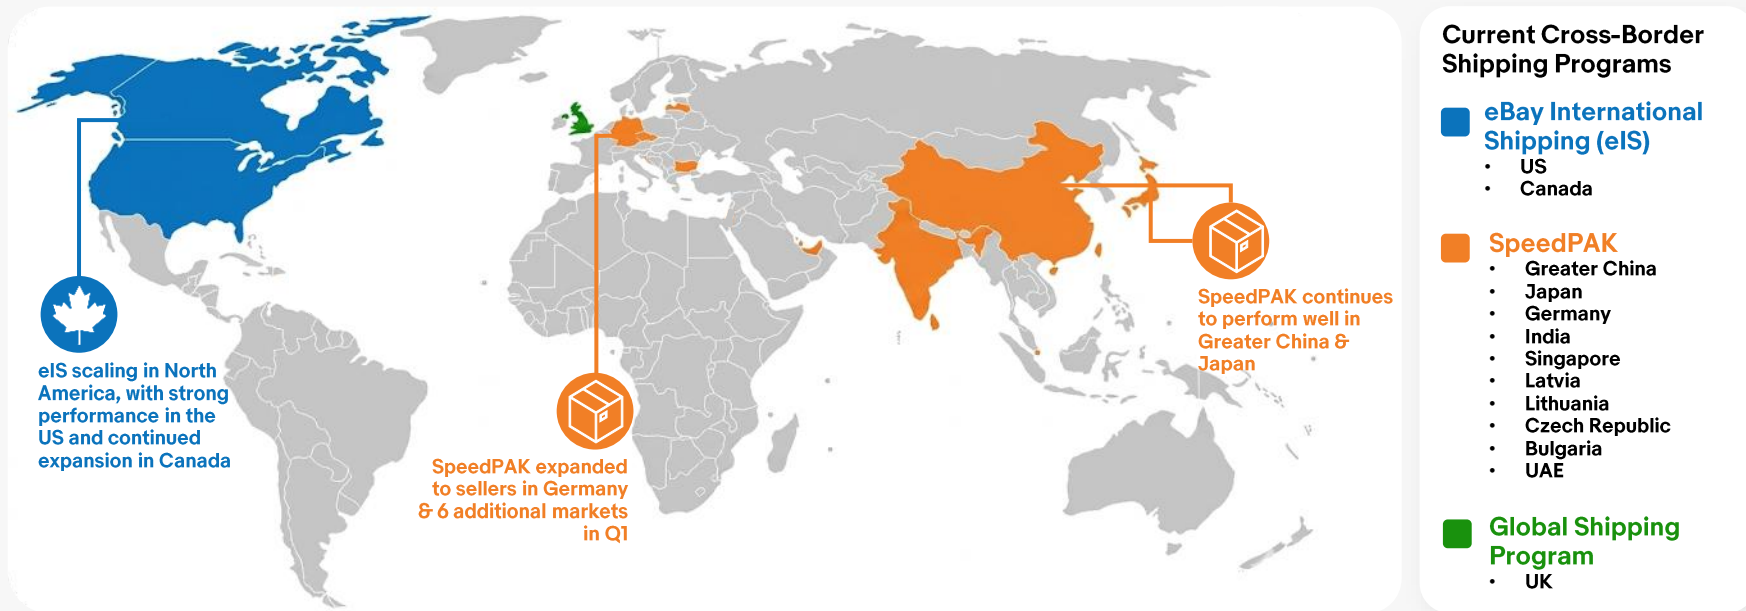 eIS scaling in North
America, with strong
performance in the
US and continued
expansion in Canada
SpeedPAK expanded
to sellers in Germany
& 6 additional markets
in Q1
SpeedPAK continues
to perform well in
Greater China &
Japan
Current Cross-Border
Shipping Programs
eBay International
Shipping (eIS)
• US
• Canada
SpeedPAK
• Greater China
• Japan
• Germany
• India
• Singapore
• Latvia
• Lithuania
• Czech Republic
• Bulgaria
• UAE
Global Shipping
Program
• UK